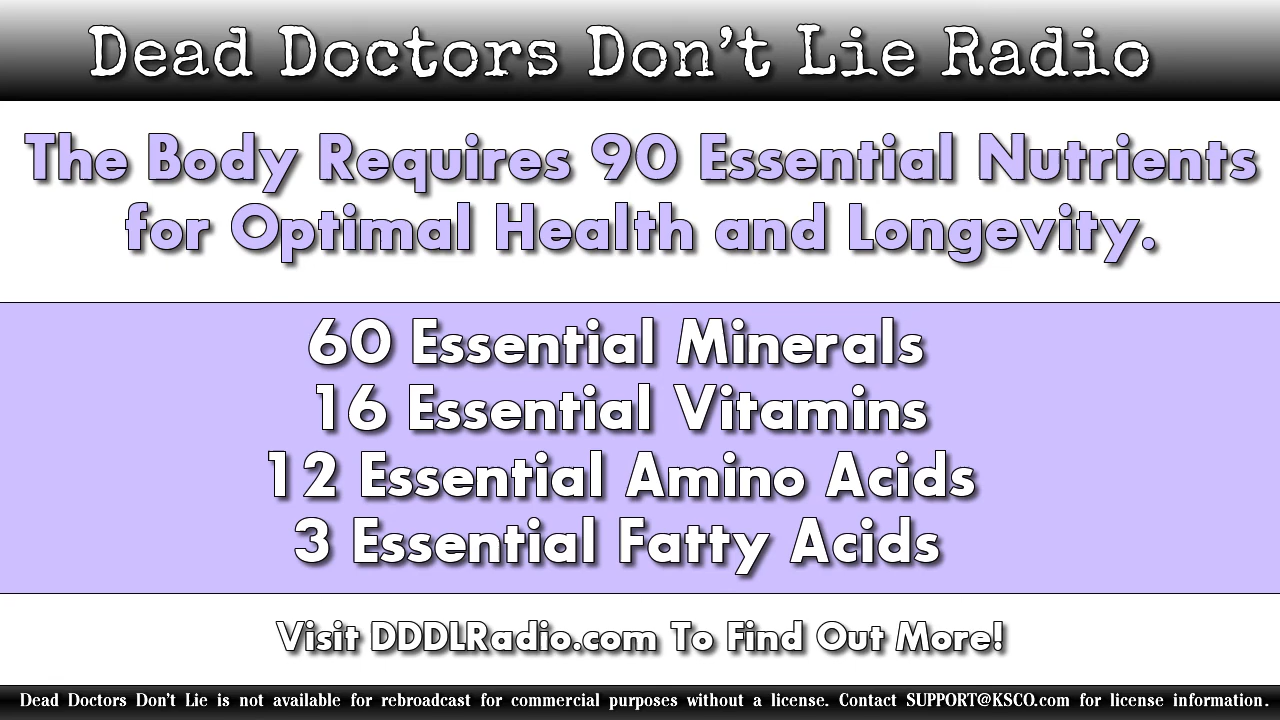 Dead Doctors Don't Lie Radio
The Body Requires 90 Essential Nutrients
for Optimal Health and Longevity.
60 Essential Minerals
16 Essential Vitamins
12 Essential Amino Acids
3 Essential Fatty Acids
Visit DDDLRadio.com To Find Out More!
Dead Doctors Don't Lie is not available for rebroadcast for commercial purposes without a license. Contact SUPPORT@KSCO.com for license information.